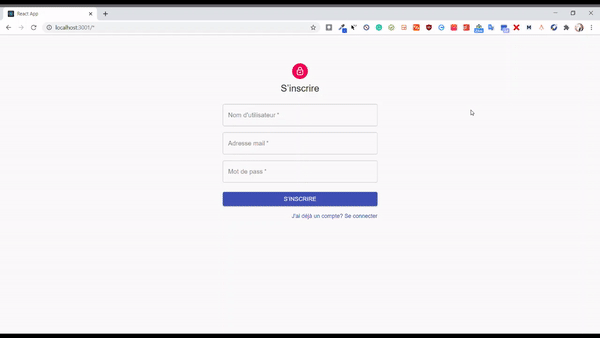 React App
localhost:3001/*
S'inscrire
Nom d'utilisateur *
Adresse mail *
Mot de pass *
S'INSCRIRE
J'ai déjà un compte? Se connecter